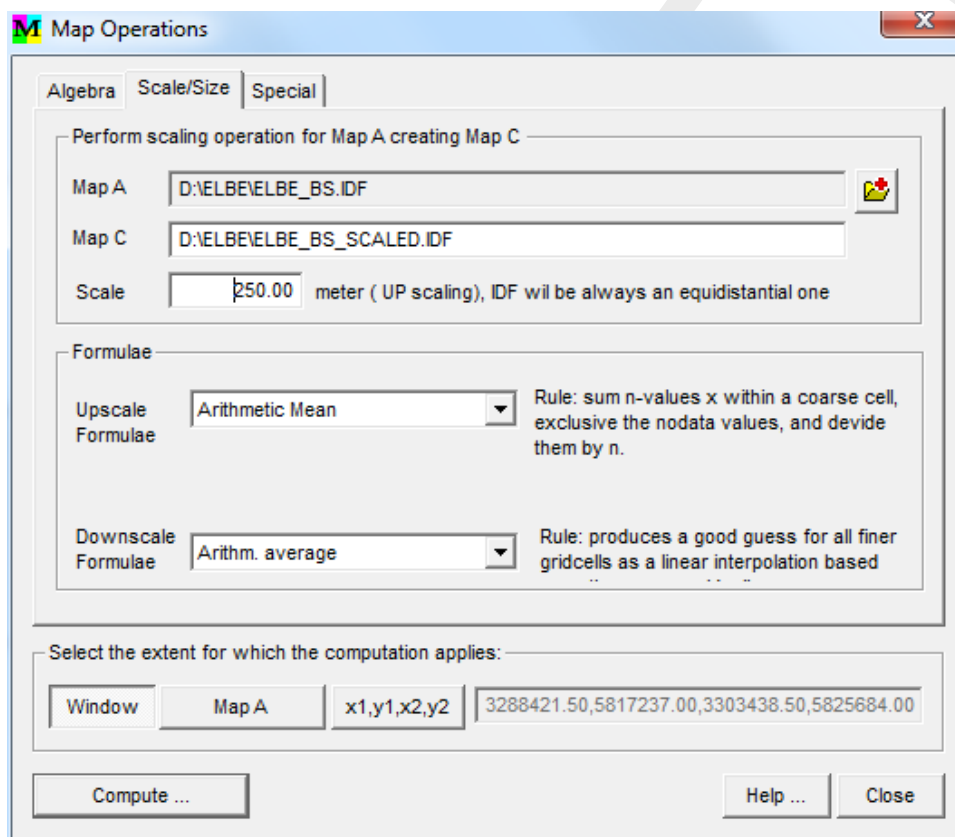 M Map Operations
X
Algebra Scale/Size Special
Perform scaling operation for Map A creating Map C
Map A D:\ELBE\ELBE_BS.IDF
Map C D:\ELBE\ELBE_BS_SCALED.IDF
Scale 250.00 meter ( UP scaling), IDF wil be always an equidistantial one
Formulae
Upscale
Formulae
Arithmetic Mean
Rule: sum n-values x within a coarse cell,
exclusive the nodata values, and devide
them by n.
Downscale
Formulae
Arithm. average
Rule: produces a good guess for all finer
gridcells as a linear interpolation based
Select the extent for which the computation applies:
Window Map A x1,y1,x2,y2 3288421.50,5817237.00,3303438.50,5825684.00
Compute ... Help ... Close